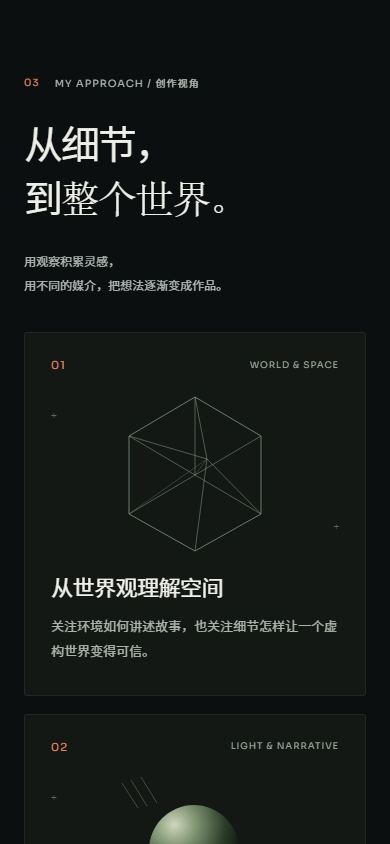 03 MY APPROACH / 创作视角
从细节，
到整个世界。
用观察积累灵感，
用不同的媒介，把想法逐渐变成作品。
01 WORLD & SPACE
从世界观理解空间
关注环境如何讲述故事，也关注细节怎样让一个虚
构世界变得可信。
02 LIGHT & NARRATIVE